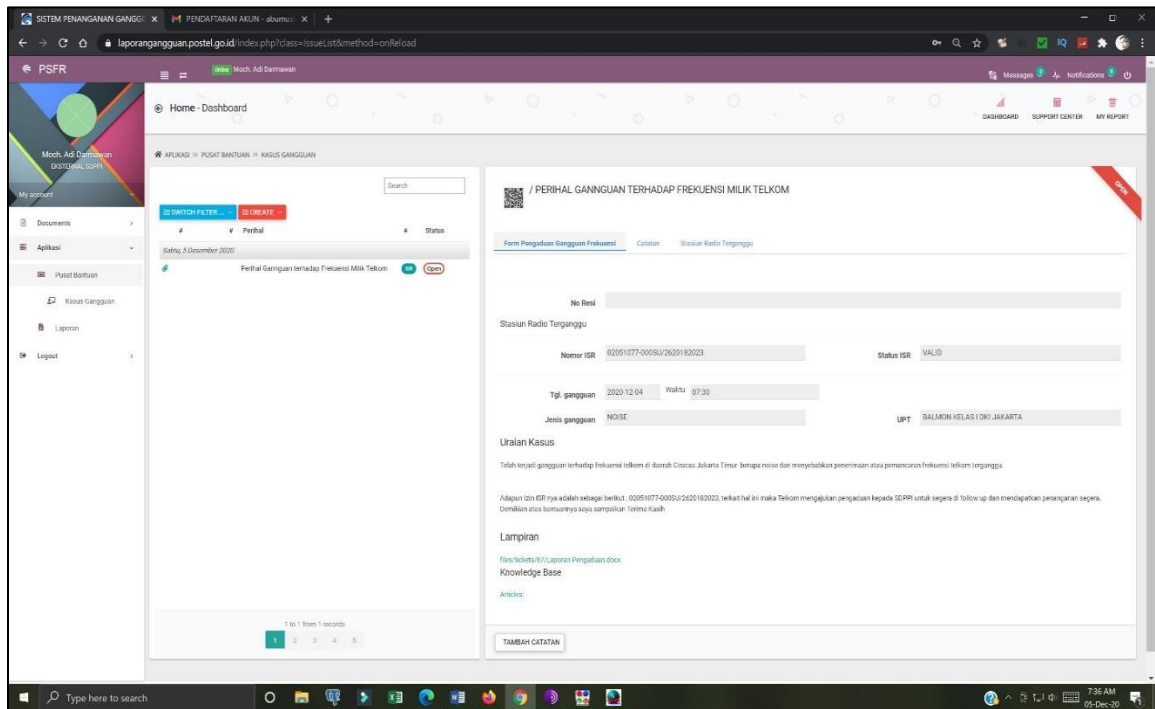 SISTEM PENANGANAN GANGG
PENDAFTARAN AKUN - abumus
laporangangguan.postel.go.id/index.php?class=IssueList&method=onReload
PSFR
Online Moch. Adi Darmawan
Messages
Notifications
Home - Dashboard
DASHBOARD
SUPPORT CENTER
MY REPORT
Moch. Adi Darmawan
EKSTERNAL SDPPI
My account
APLIKASI » PUSAT BANTUAN » KASUS GANGGUAN
Documents
Aplikasi
Pusat Bantuan
Kasus Gangguan
Laporan
Logout
Search
SWITCH FILTER ...
CREATE
# # Perihal # Status
Sabtu, 5 Desember 2020
Perihal Gannguan terhadap Frekuensi Milik Telkom ISR Open
1 to 1 from 1 records
1 2 3 4 5
/ PERIHAL GANNGUAN TERHADAP FREKUENSI MILIK TELKOM
OPEN
Form Pengaduan Gangguan Frekuensi
Catatan
Stasiun Radio Terganggu
No Resi
Stasiun Radio Terganggu
Nomor ISR 02051077-000SU/2620182023 Status ISR VALID
Tgl. gangguan 2020-12-04 Waktu 07:30
Jenis gangguan NOISE UPT BALMON KELAS I DKI JAKARTA
Uraian Kasus
Telah terjadi gangguan terhadap frekuensi telkom di daerah Ciracas Jakarta Timur berupa noise dan menyebabkan penerimaan atau pemancaran frekuensi telkom terganggu.
Adapun Izin ISR nya adalah sebagai berikut : 02051077-000SU/2620182023, terkait hal ini maka Telkom mengajukan pengaduan kepada SDPPI untuk segera di follow up dan mendapatkan penanganan segera.
Demikian atas bantuannya saya sampaikan Terima Kasih
Lampiran
files/tickets/87/Laporan Pengaduan.docx
Knowledge Base
Articles:
TAMBAH CATATAN
Type here to search
7:36 AM
05-Dec-20